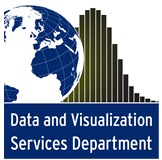 Data and Visualization
Services Department